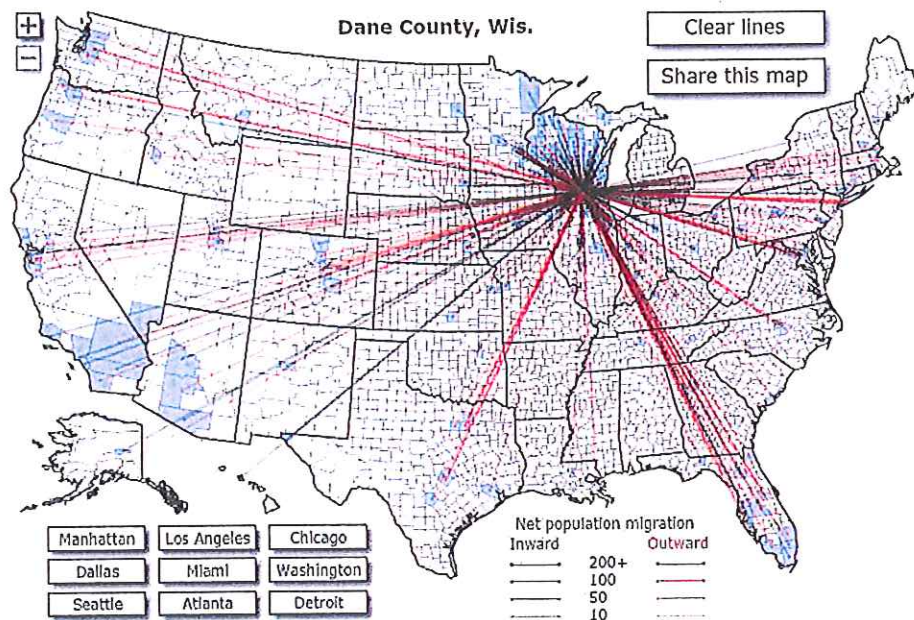 +
−
Dane County, Wis.
Clear lines
Share this map
Manhattan
Los Angeles
Chicago
Dallas
Miami
Washington
Seattle
Atlanta
Detroit
Net population migration
Inward
Outward
200+
100
50
10